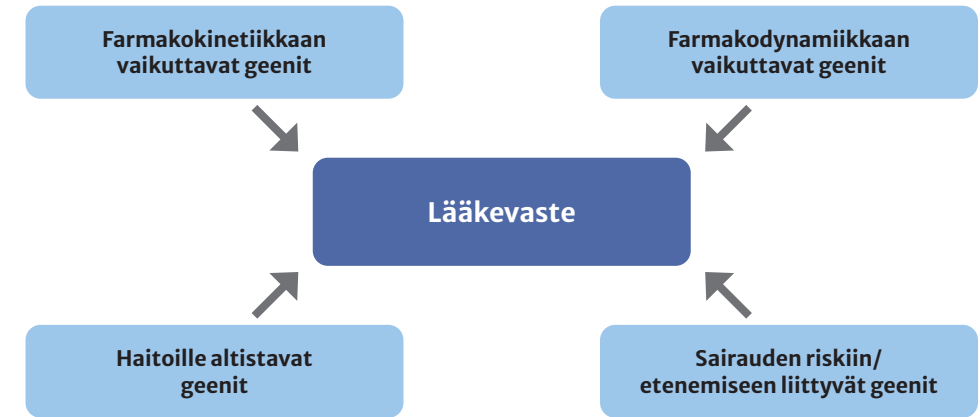 Farmakokinetiikkaan
vaikuttavat geenit
Farmakodynamiikkaan
vaikuttavat geenit
Lääkevaste
Haitoille altistavat
geenit
Sairauden riskiin/
etenemiseen liittyvät geenit